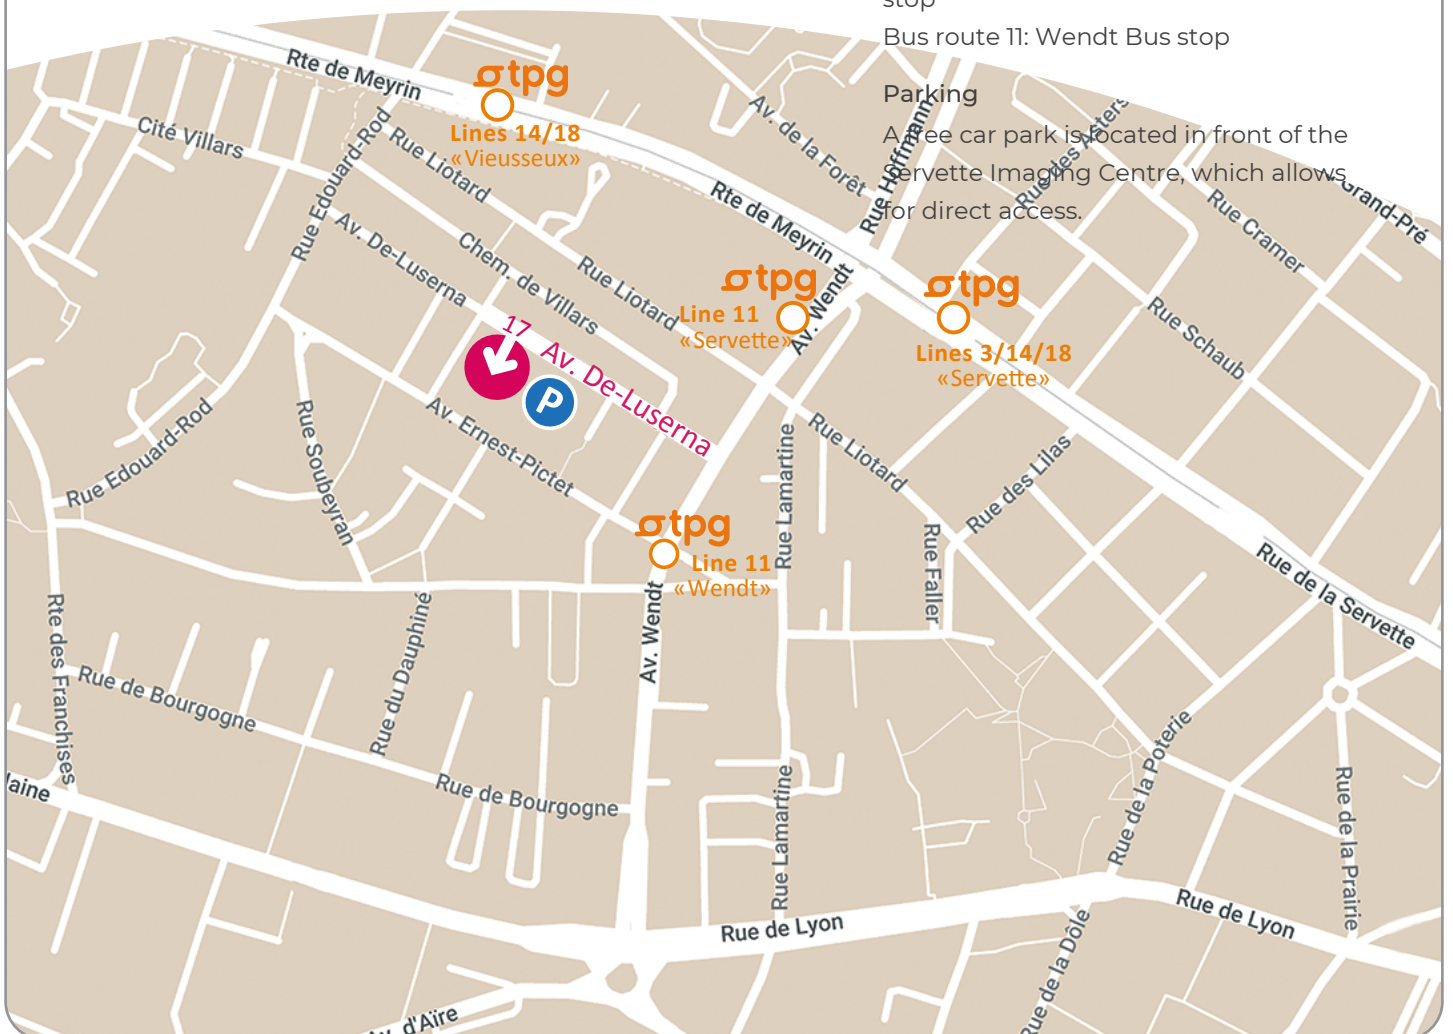 stop
Bus route 11: Wendt Bus stop
Parking
A free car park is located in front of the
Servette Imaging Centre, which allows
for direct access.
Rte de Meyrin
tpg
Lines 14/18
«Vieusseux»
Cité Villars
Rue Edouard-Rod
Rue Liotard
Av. de la Forêt
Rue Hoffmann
Rue des Asters
Grand-Pré
Rue Cramer
Rte de Meyrin
Av. De-Luserna
Chem. de Villars
Rue Liotard
tpg
Line 11
«Servette»
Av. Wendt
tpg
Lines 3/14/18
«Servette»
Rue Schaub
17
Av. De-Luserna
P
Av. Ernest-Pictet
Rue Edouard-Rod
Rue Soubeyran
Rue Lamartine
Rue Liotard
Rue des Lilas
tpg
Line 11
«Wendt»
Rue Faller
Rue de la Servette
Av. Wendt
Rte des Franchises
Rue du Dauphiné
Rue de Bourgogne
Rue de Bourgogne
laine
Rue Lamartine
Rue de la Poterie
Rue de la Prairie
Rue de Lyon
Rue de Lyon
Rue de la Dôle
Av. d'Aïre